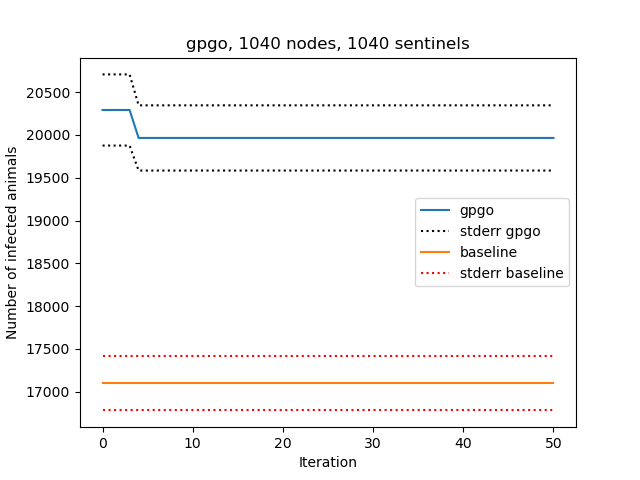 gpgo, 1040 nodes, 1040 sentinels
Number of infected animals
20500
20000
19500
19000
18500
18000
17500
17000
gpgo
stderr gpgo
baseline
stderr baseline
0 10 20 30 40 50
Iteration